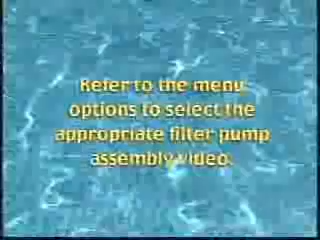 Refer to the menu
options to select the
appropriate filter pump
assembly video.